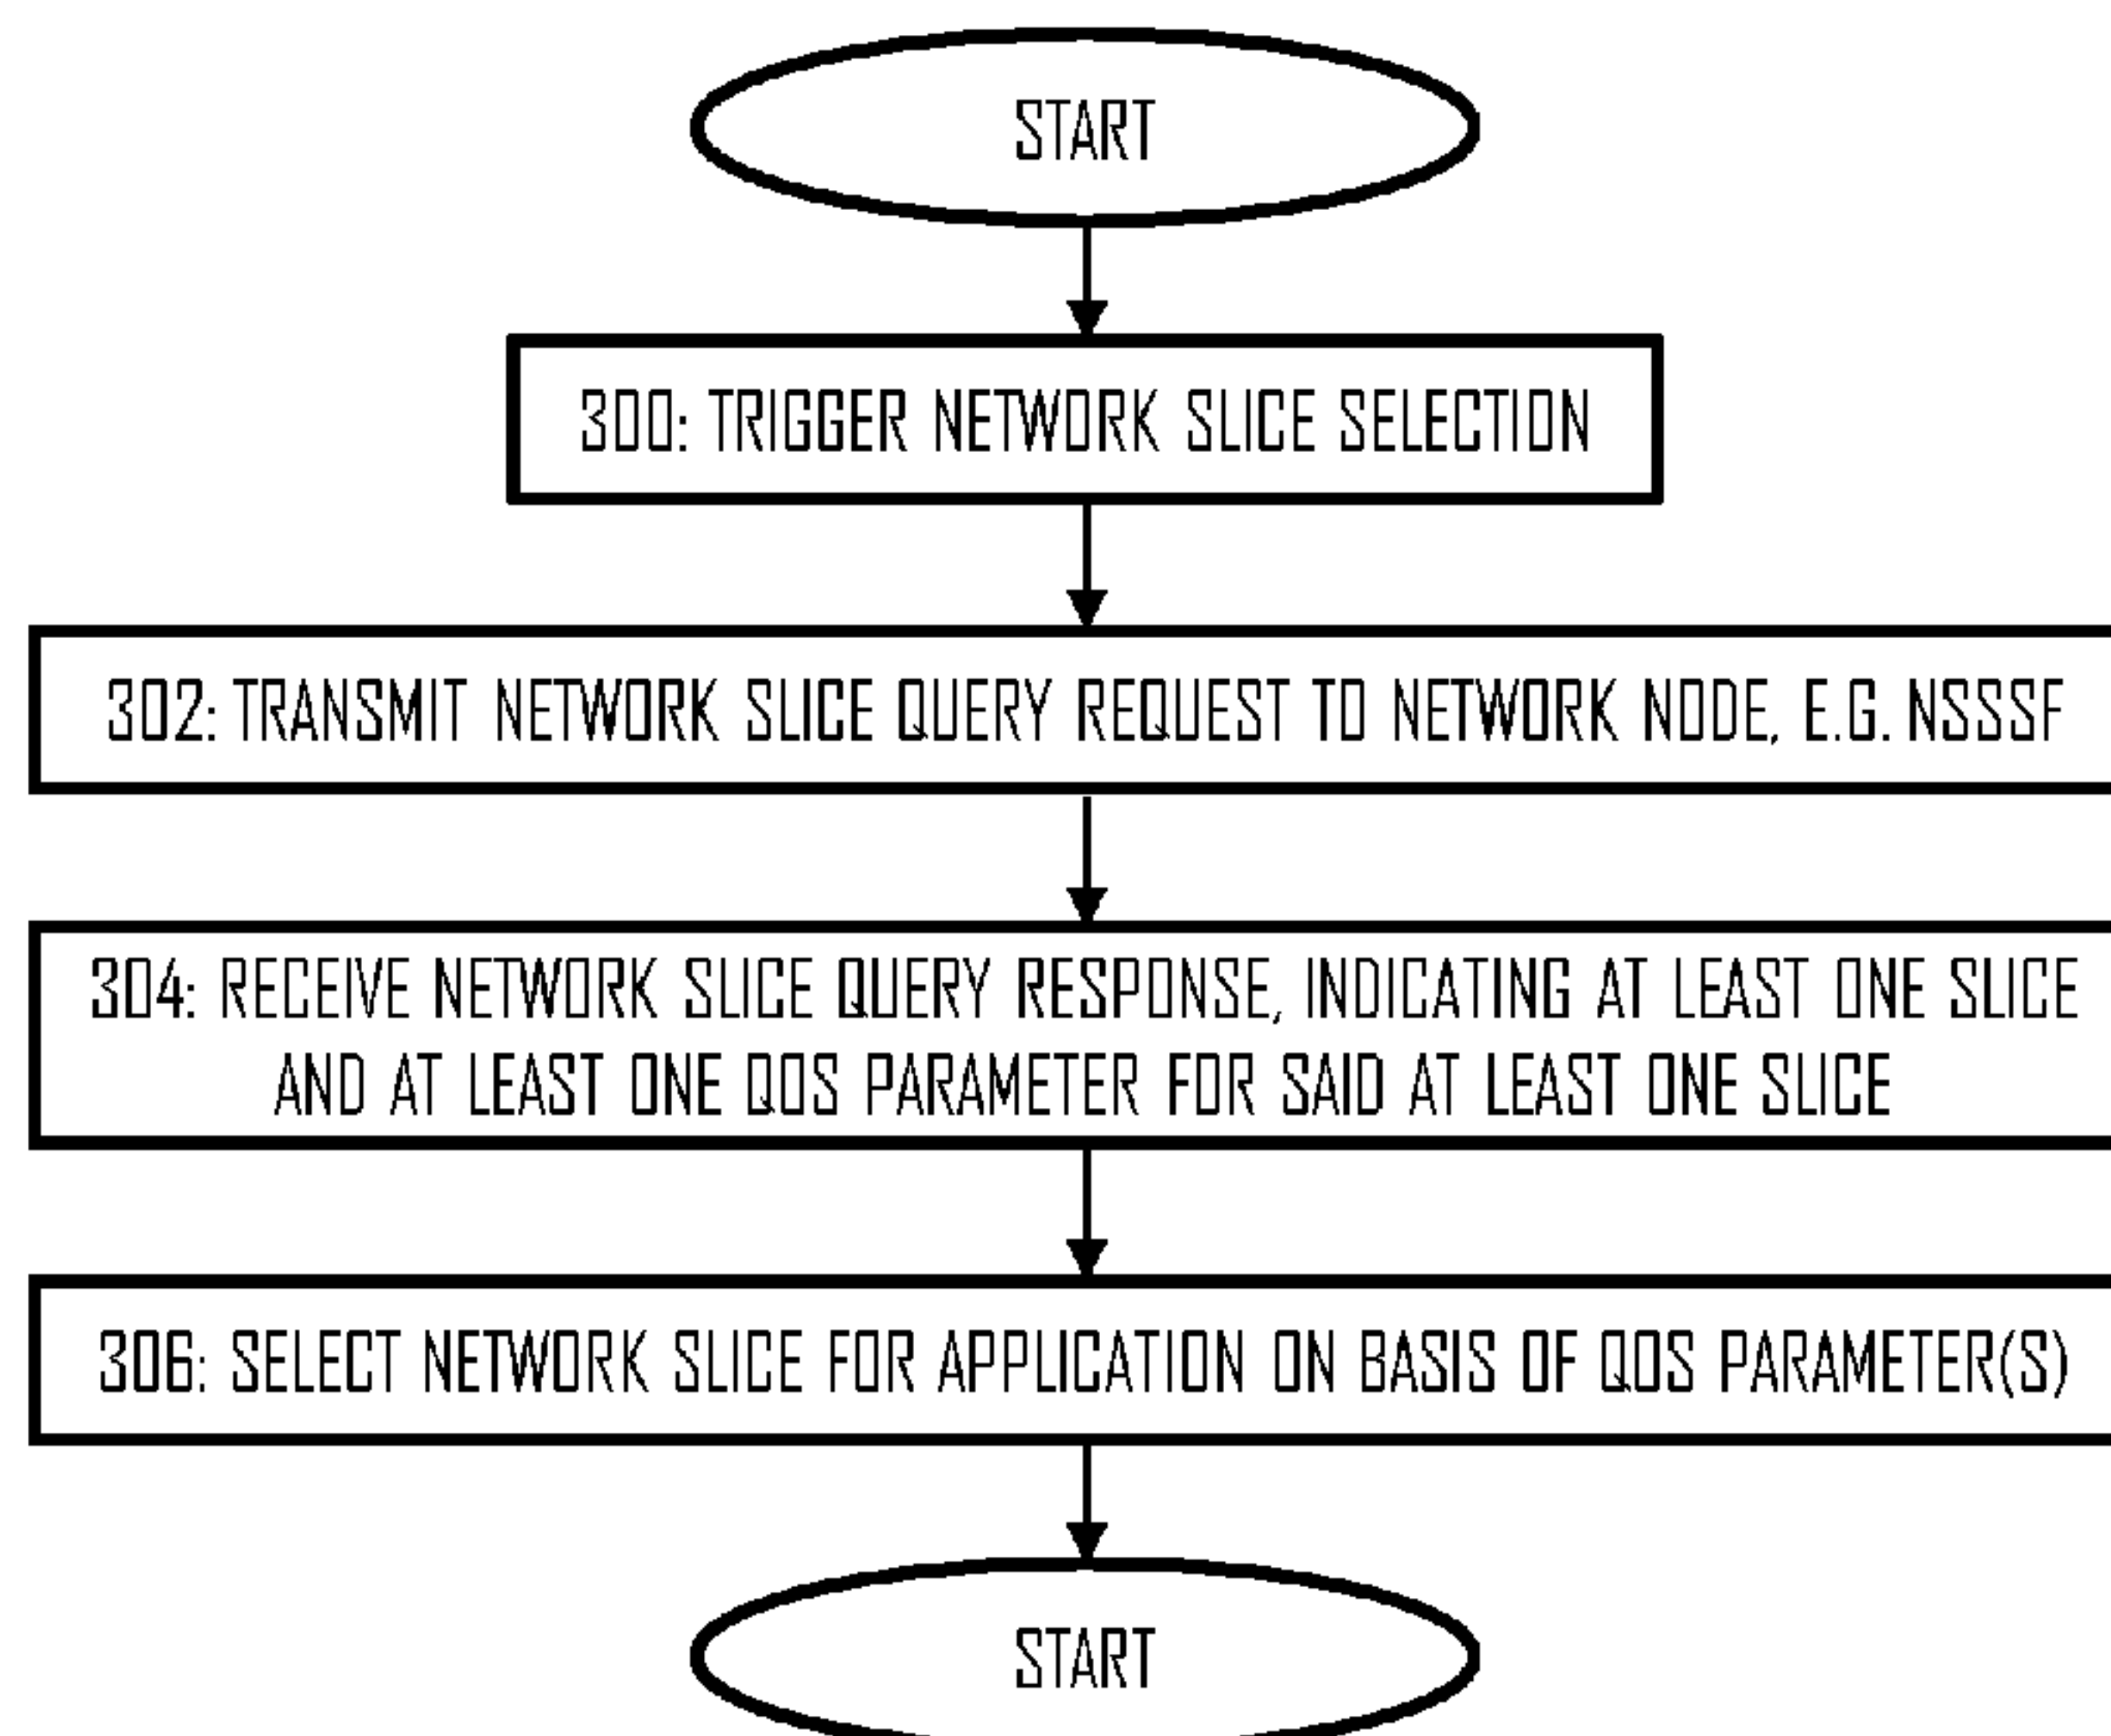 START
300: TRIGGER NETWORK SLICE SELECTION
302: TRANSMIT NETWORK SLICE QUERY REQUEST TO NETWORK NODE, E.G. NSSSF
304: RECEIVE NETWORK SLICE QUERY RESPONSE, INDICATING AT LEAST ONE SLICE
AND AT LEAST ONE QOS PARAMETER FOR SAID AT LEAST ONE SLICE
306: SELECT NETWORK SLICE FOR APPLICATION ON BASIS OF QOS PARAMETER(S)
START